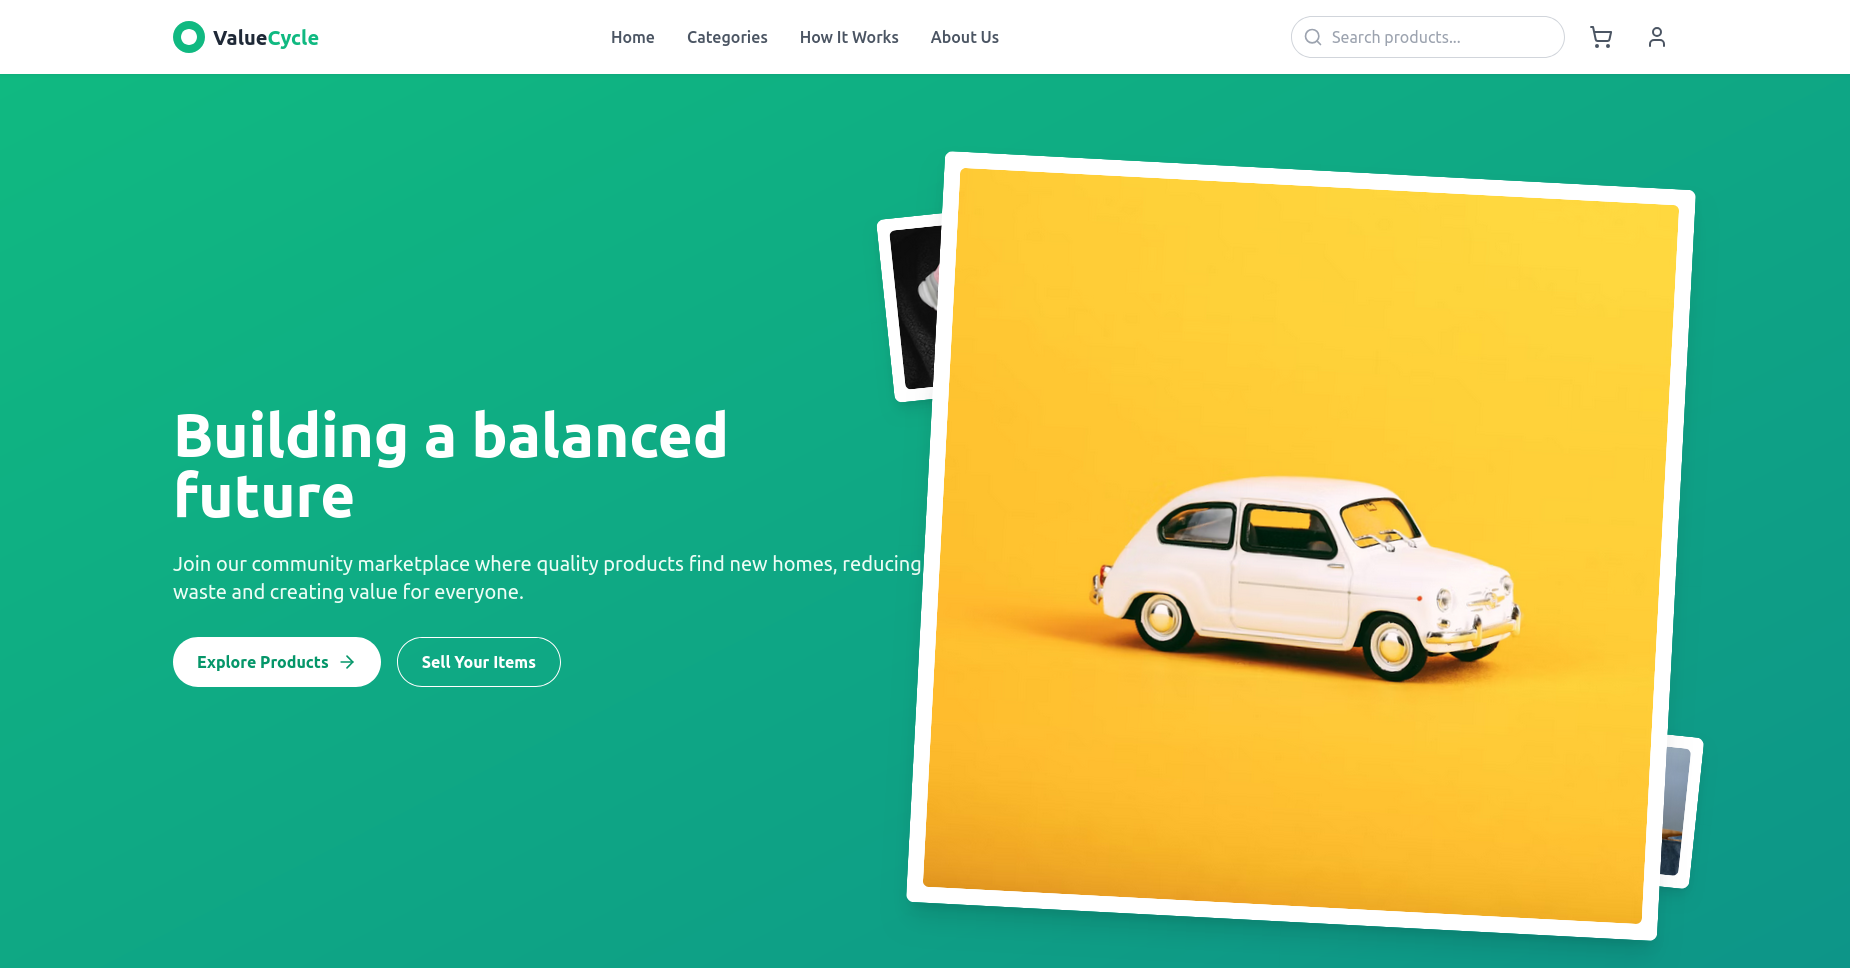 ValueCycle
Home
Categories
How It Works
About Us
Search products...
Building a balanced
future
Join our community marketplace where quality products find new homes, reducing
waste and creating value for everyone.
Explore Products
Sell Your Items